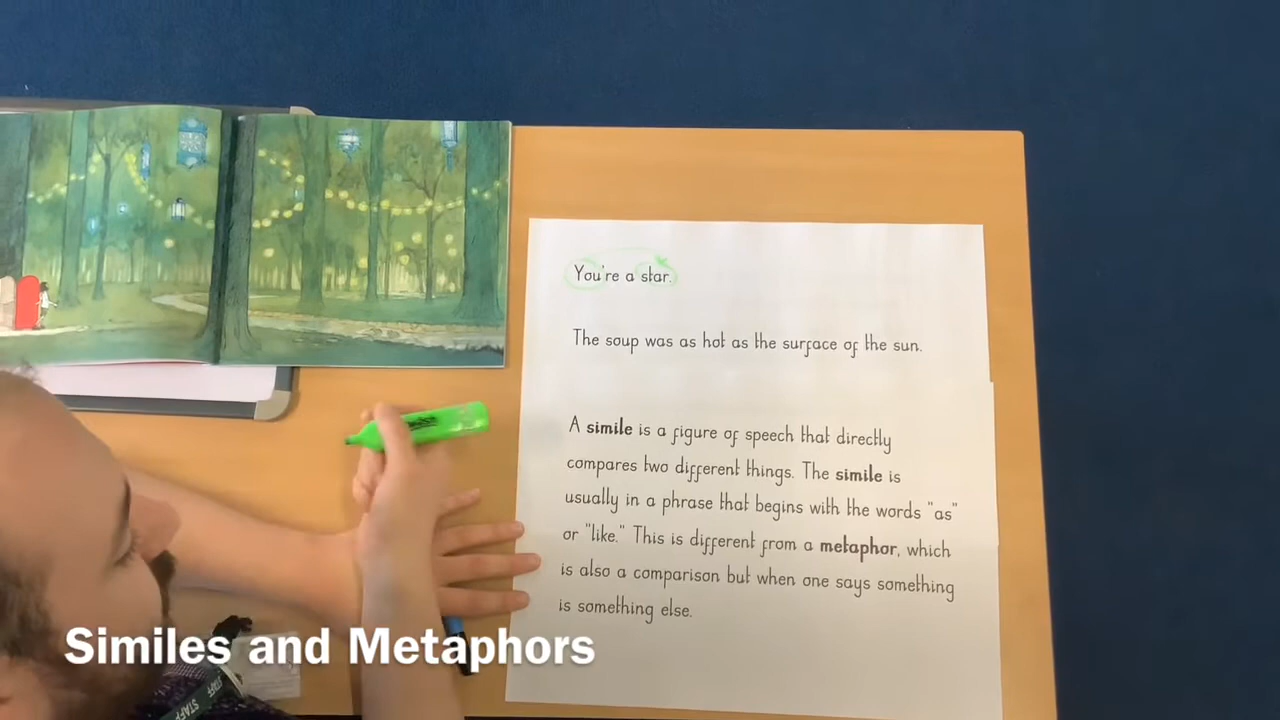 You're a star.
The soup was as hot as the surface of the sun.
A simile is a figure of speech that directly
compares two different things. The simile is
usually in a phrase that begins with the words "as"
or "like." This is different from a metaphor, which
is also a comparison but when one says something
is something else.
Similes and Metaphors
STAFF
STAFF